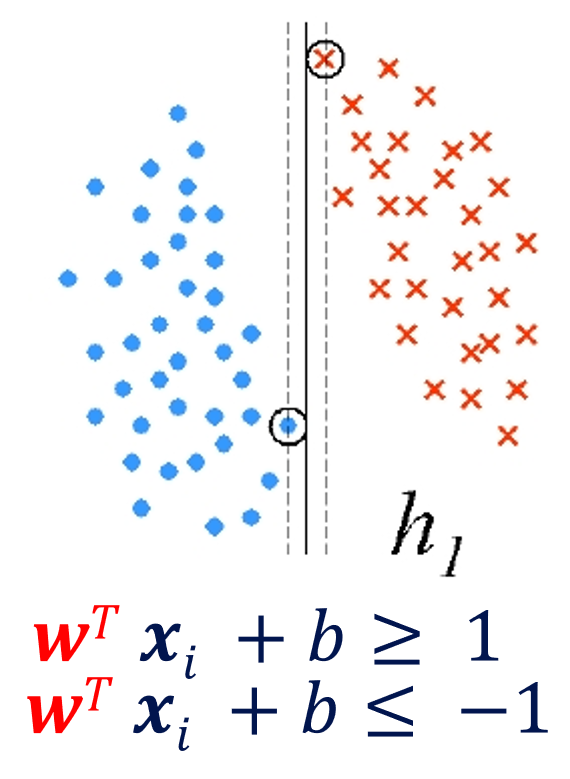 h₁
𝒘ᵀ 𝒙ᵢ + b ≥ 1
𝒘ᵀ 𝒙ᵢ + b ≤ −1